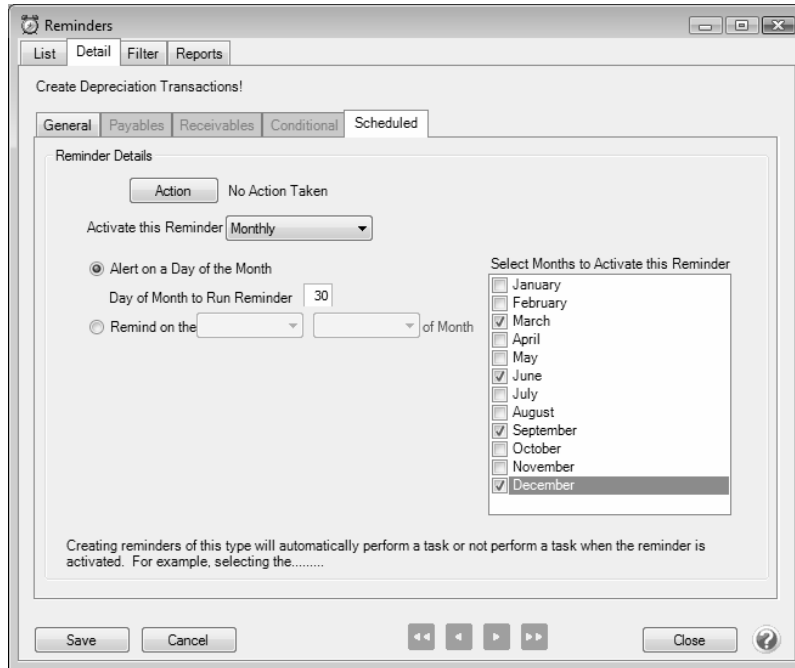 Reminders
List Detail Filter Reports
Create Depreciation Transactions!
General Payables Receivables Conditional Scheduled
Reminder Details
Action No Action Taken
Activate this Reminder Monthly
Alert on a Day of the Month
Day of Month to Run Reminder 30
Remind on the of Month
Select Months to Activate this Reminder
January
February
March
April
May
June
July
August
September
October
November
December
Creating reminders of this type will automatically perform a task or not perform a task when the reminder is
activated. For example, selecting the.........
Save Cancel Close ?